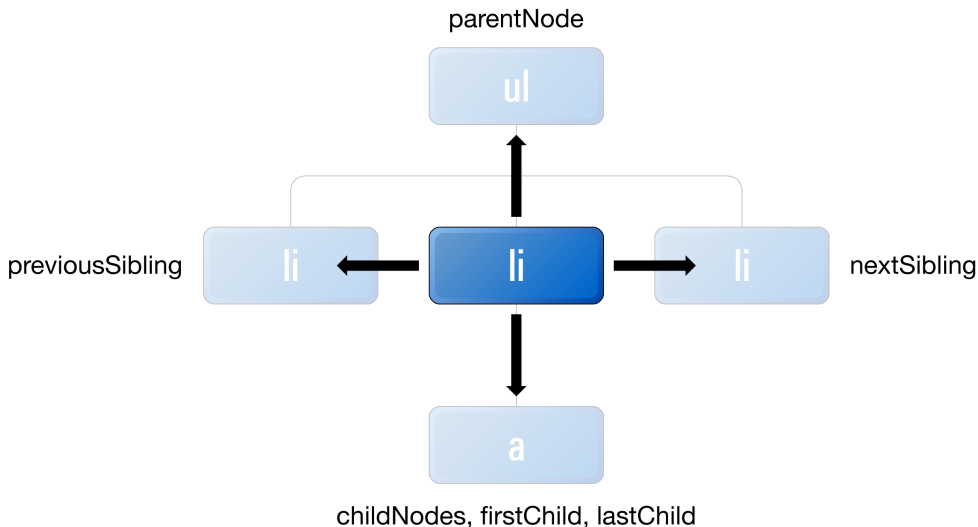 parentNode
ul
previousSibling
li
li
li
nextSibling
a
childNodes, firstChild, lastChild